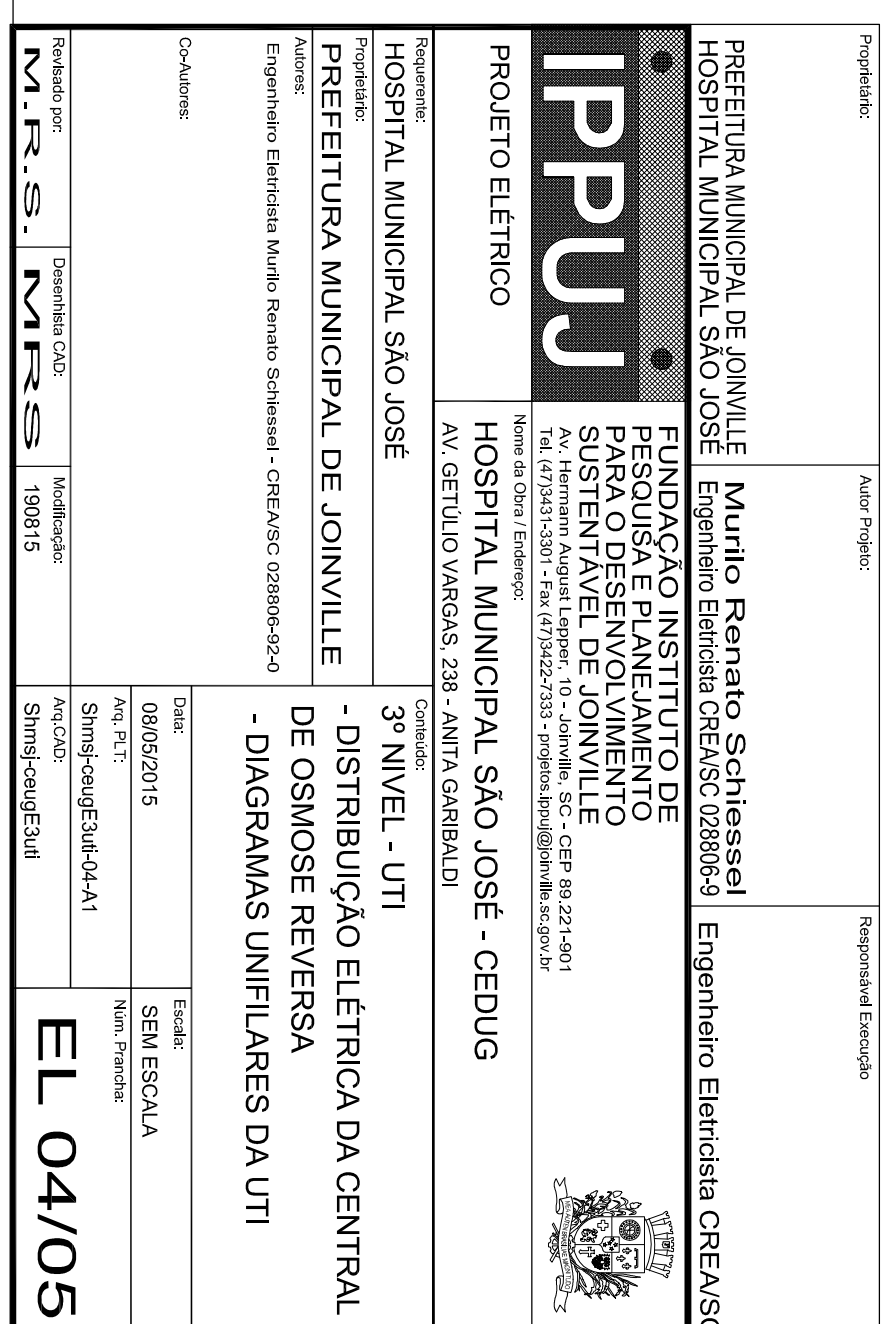 Proprietário:
PREFEITURA MUNICIPAL DE JOINVILLE
HOSPITAL MUNICIPAL SÃO JOSÉ
Autor Projeto:
Murilo Renato Schiessel
Engenheiro Eletricista CREA/SC 028806-9
Responsável Execução
Engenheiro Eletricista CREA/SC
IPPUJ
FUNDAÇÃO INSTITUTO DE
PESQUISA E PLANEJAMENTO
PARA O DESENVOLVIMENTO
SUSTENTÁVEL DE JOINVILLE
Av. Hermann August Lepper, 10 - Joinville, SC - CEP 89.221-901
Tel. (47)3431-3301 - Fax (47)3422-7333 - projetos.ippuj@joinville.sc.gov.br
PROJETO ELÉTRICO
Nome da Obra / Endereço:
HOSPITAL MUNICIPAL SÃO JOSÉ - CEDUG
AV. GETÚLIO VARGAS, 238 - ANITA GARIBALDI
Requerente:
HOSPITAL MUNICIPAL SÃO JOSÉ
Proprietário:
PREFEITURA MUNICIPAL DE JOINVILLE
Autores:
Engenheiro Eletricista Murilo Renato Schiessel - CREA/SC 028806-92-0
Co-Autores:
Conteúdo:
3º NIVEL - UTI
- DISTRIBUIÇÃO ELÉTRICA DA CENTRAL
DE OSMOSE REVERSA
- DIAGRAMAS UNIFILARES DA UTI
Data:
08/05/2015
Escala:
SEM ESCALA
Arq. PLT:
Shmsj-ceugE3uti-04-A1
Núm. Prancha:
EL 04/05
Revisado por:
M.R.S.
Desenhista CAD:
MRS
Modificação:
190815
Arq.CAD:
Shmsj-ceugE3uti